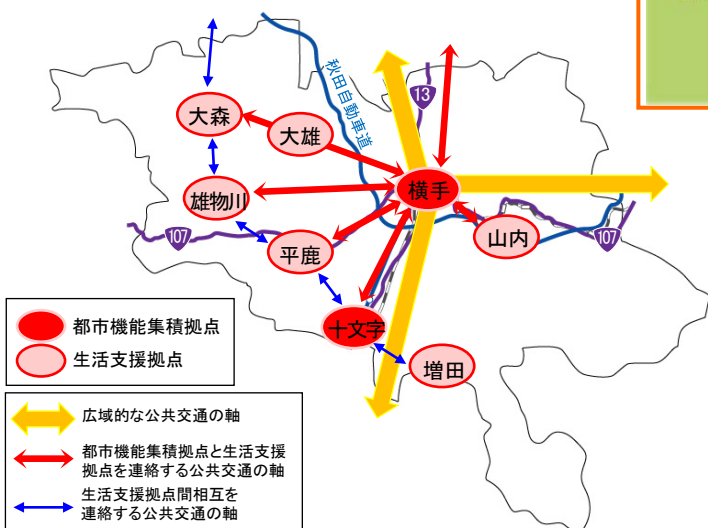 秋田自動車道
13
大森
大雄
横手
雄物川
山内
107
平鹿
107
十文字
増田
都市機能集積拠点
生活支援拠点
広域的な公共交通の軸
都市機能集積拠点と生活支援
拠点を連絡する公共交通の軸
生活支援拠点間相互を
連絡する公共交通の軸